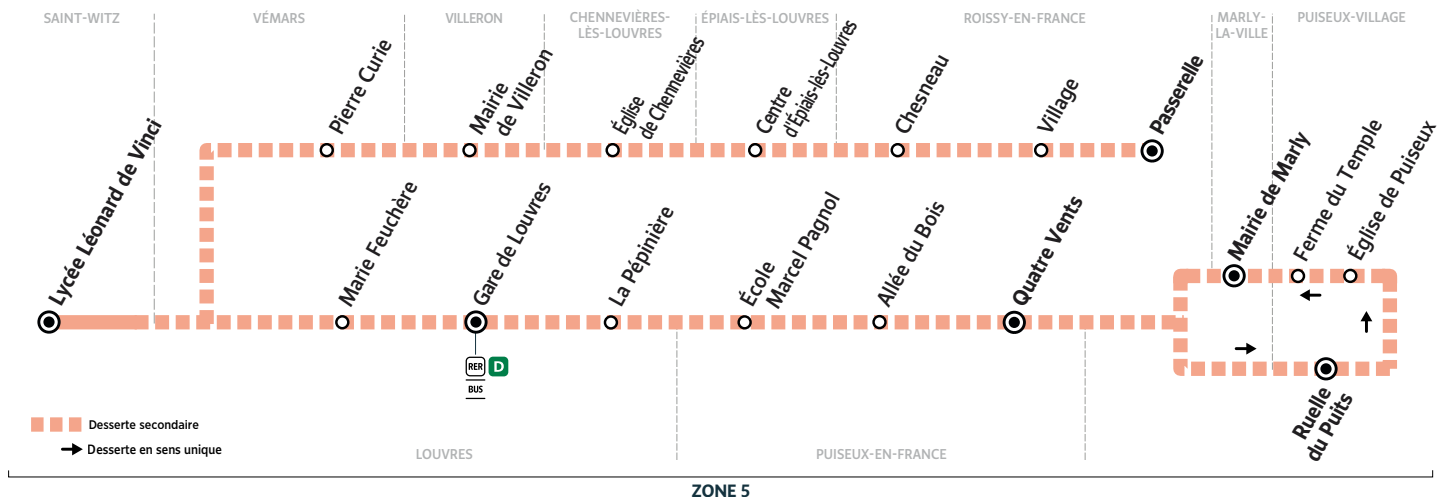 SAINT-WITZ
VÉMARS
VILLERON
CHENNEVIÈRES-
LÈS-LOUVRES
ÉPIAIS-LÈS-LOUVRES
ROISSY-EN-FRANCE
MARLY-
LA-VILLE
PUISEUX-VILLAGE
Pierre Curie
Mairie
de Villeron
Église
de Chennevières
Centre
d'Épiais-lès-Louvres
Chesneau
Village
Passerelle
Lycée Léonard de Vinci
Marie Feuchère
Gare de Louvres
La Pépinière
École
Marcel Pagnol
Allée du Bois
Quatre Vents
Mairie de Marly
Ferme du Temple
Église de Puiseux
Ruelle
du Puits
RER D
BUS
Desserte secondaire
Desserte en sens unique
LOUVRES
PUISEUX-EN-FRANCE
ZONE 5